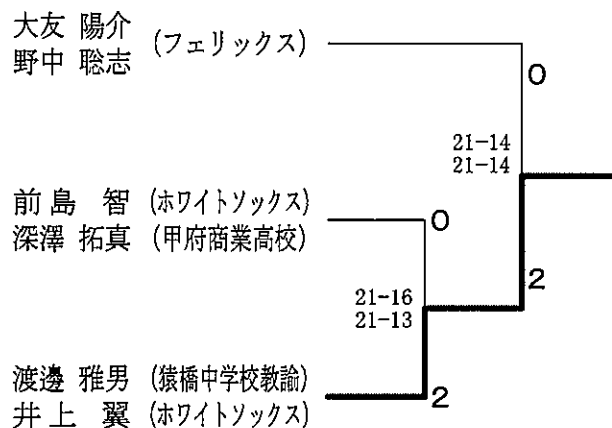 大友 陽介
野中 聡志
(フェリックス)
0
21-14
21-14
前島 智 (ホワイトソックス)
深澤 拓真 (甲府商業高校)
0
2
21-16
21-13
渡邊 雅男 (猿橋中学校教諭)
井上 翼 (ホワイトソックス)
2